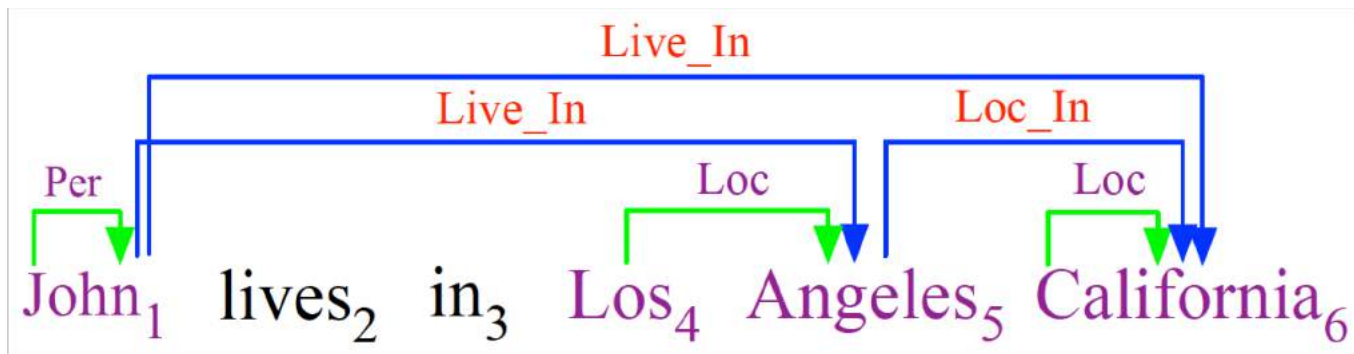 Live_In
Live_In Loc_In
Per Loc Loc
John1 lives2 in3 Los4 Angeles5 California6